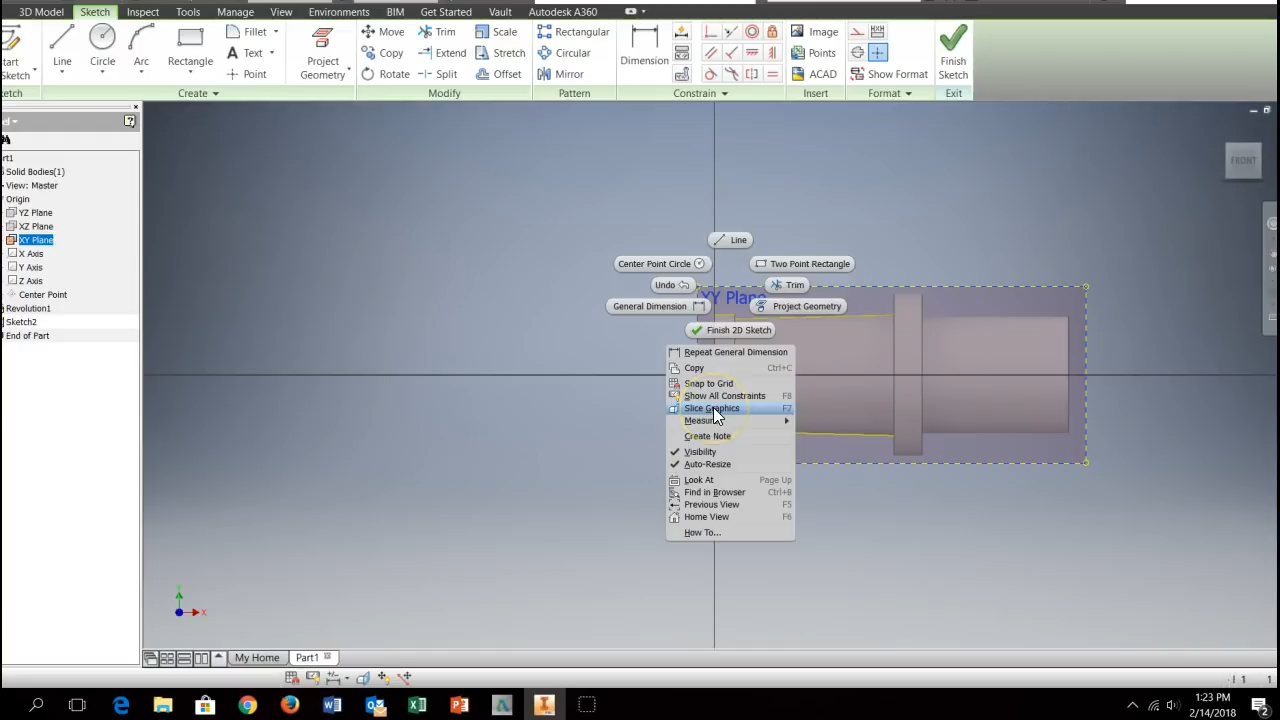 3D Model Sketch Inspect Tools Manage View Environments BIM Get Started Vault Autodesk A360
Fillet Move Trim Scale Rectangular Image
Line Circle Arc Rectangle Text Project Geometry Copy Extend Stretch Circular Dimension Points Finish Sketch
Sketch Point Rotate Split Offset Mirror ACAD Show Format
Create Modify Pattern Constrain Insert Format Exit
Solid Bodies(1)
View: Master
Origin
YZ Plane
XZ Plane
XY Plane
X Axis
Y Axis
Z Axis
Center Point
Revolution1
Sketch2
End of Part
FRONT
Line
Center Point Circle Two Point Rectangle
Undo Trim
XY Plane
General Dimension Project Geometry
Finish 2D Sketch
Repeat General Dimension
Copy Ctrl+C
Snap to Grid
Show All Constraints F8
Slice Graphics F7
Create Note
Visibility
Auto-Resize
Look At Page Up
Find in Browser Ctrl+B
Previous View F5
Home View F6
How To...
Y
X
My Home Part1
1 1
1:23 PM
2/14/2018
2